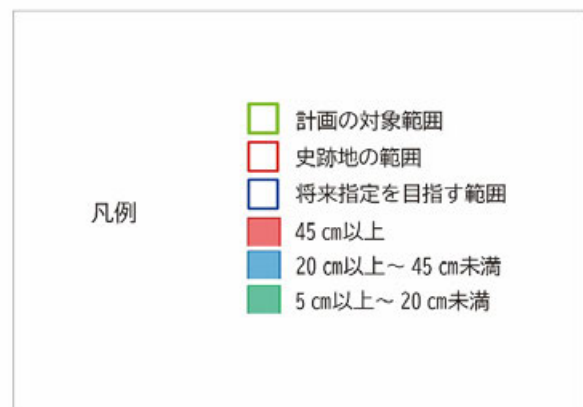 計画の対象範囲
史跡地の範囲
将来指定を目指す範囲
凡例
45 ㎝以上
20 ㎝以上～ 45 ㎝未満
5 ㎝以上～ 20 ㎝未満